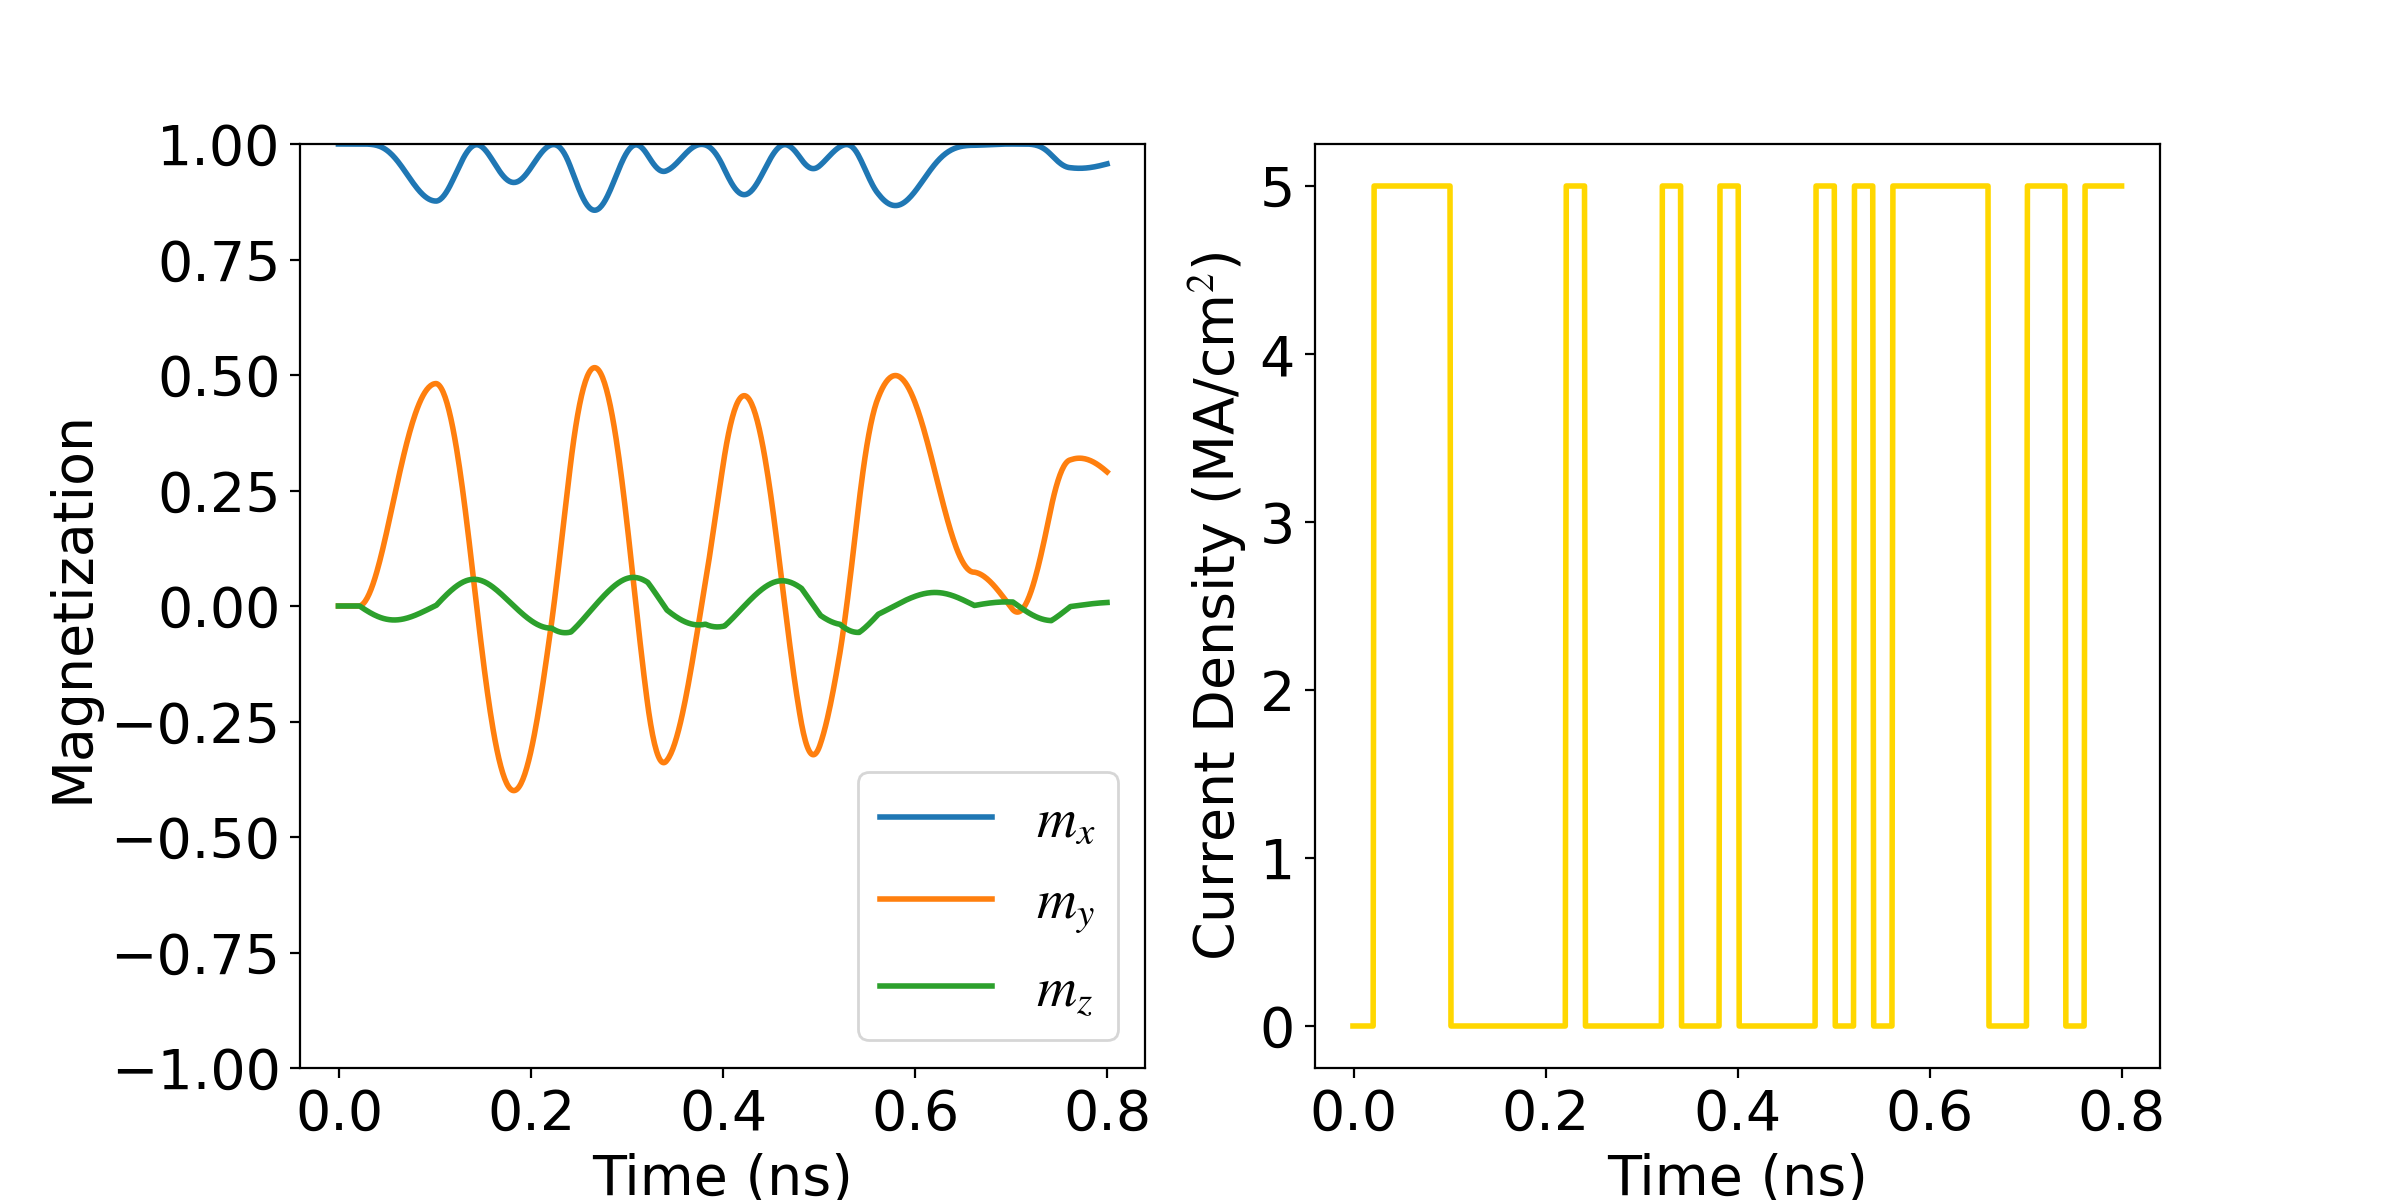 Magnetization
1.00
0.75
0.50
0.25
0.00
−0.25
−0.50
−0.75
−1.00
0.0 0.2 0.4 0.6 0.8
Time (ns)
m_x
m_y
m_z
Current Density (MA/cm²)
5
4
3
2
1
0
0.0 0.2 0.4 0.6 0.8
Time (ns)